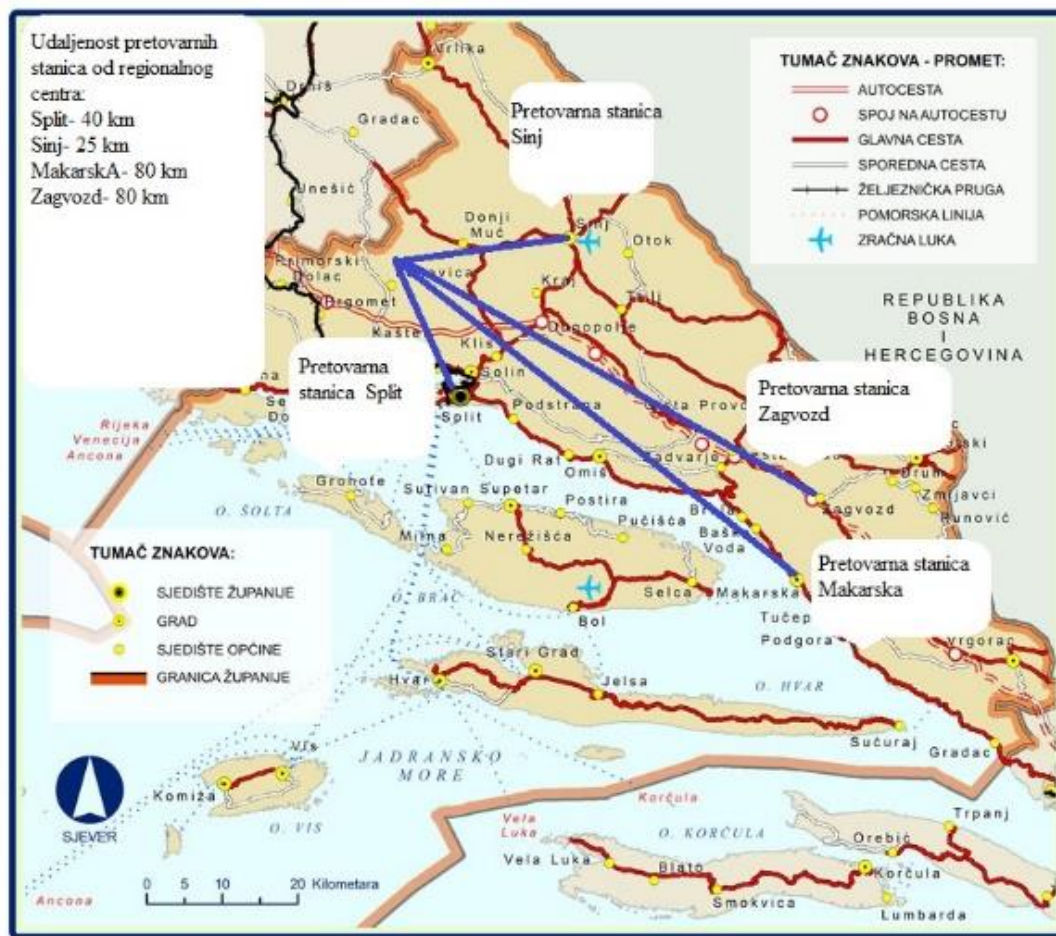 Udaljenost pretovarnih
stanica od regionalnog
centra:
Split- 40 km
Sinj- 25 km
MakarskA- 80 km
Zagvozd- 80 km
Vrlika
Drniš
Gradac
Unešić
Pretovarna stanica
Sinj
TUMAČ ZNAKOVA - PROMET:
AUTOCESTA
SPOJ NA AUTOCESTU
GLAVNA CESTA
SPOREDNA CESTA
ŽELJEZNIČKA PRUGA
POMORSKA LINIJA
ZRAČNA LUKA
Donji
Muć
Sinj
Otok
Primorski
Dolac
Prgomet
Kraj
Trilj
Dugopolje
Klis
Solin
REPUBLIKA
BOSNA
I
HERCEGOVINA
Pretovarna
stanica Split
Split
Podstrana
Pretovarna stanica
Zagvozd
Rijeka
Venecija
Ancona
Dugi Rat
Omiš
Zmijavci
Runović
Zagvozd
Grohote
O. ŠOLTA
Sutivan
Supetar
Postira
Pučišća
Milna
Nerežišća
Baška
Voda
Selca
Makarska
Pretovarna stanica
Makarska
O. BRAČ
Bol
Podgora
Vrgorac
TUMAČ ZNAKOVA:
SJEDIŠTE ŽUPANIJE
GRAD
SJEDIŠTE OPĆINE
GRANICA ŽUPANIJE
Stari Grad
Hvar
Jelsa
O. HVAR
Sućuraj
Gradac
JADRANSKO
MORE
Vis
Komiža
O. VIS
SJEVER
Korčula
Vela
Luka
O. KORČULA
Trpanj
Orebić
Vela Luka
Blato
Korčula
Smokvica
Lumbarda
0 5 10 20 Kilometara
Ancona